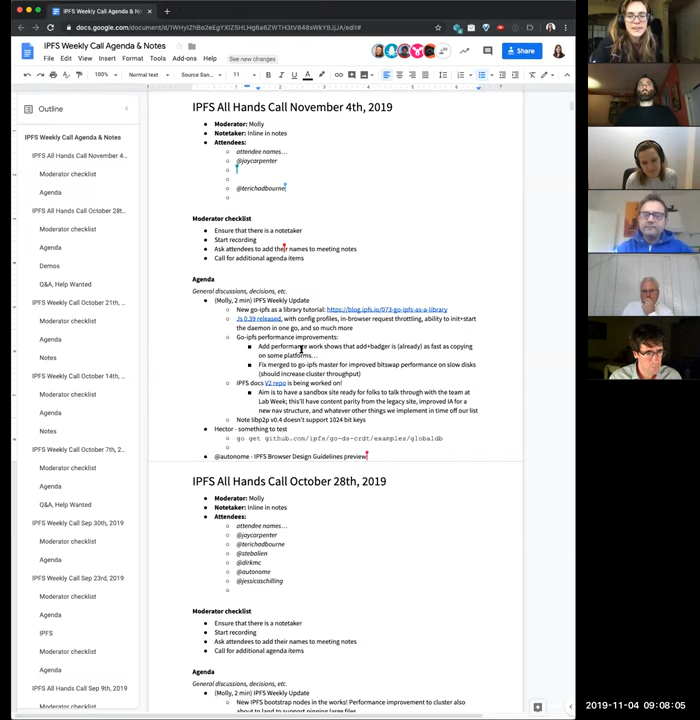 IPFS Weekly Call Agenda & N
docs.google.com/document/d/
IPFS Weekly Call Agenda & Notes
File Edit View Insert Format Tools Add-ons Help
See new changes
Share
100%
Normal text
Source San...
11
Outline
IPFS Weekly Call Agenda & Notes
IPFS All Hands Call November 4...
Moderator checklist
Agenda
IPFS All Hands Call October 28t...
Moderator checklist
Agenda
Demos
Q&A, Help Wanted
IPFS All Hands Call October 21th,...
Moderator checklist
Agenda
Notes
IPFS All Hands Call October 14th,...
Moderator checklist
Agenda
IPFS All Hands Call October 7th, 2...
Moderator checklist
Agenda
Q&A, Help Wanted
IPFS Weekly Call Sep 30th, 2019
Moderator checklist
Agenda
IPFS Weekly Call Sep 23rd, 2019
Moderator checklist
Agenda
IPFS
Moderator checklist
Agenda
IPFS All Hands Call Sep 9th, 2019
Moderator checklist
IPFS All Hands Call November 4th, 2019
Moderator: Molly
Notetaker: Inline in notes
Attendees:
attendee names...
@jaycarpenter
@terichadbourne
Moderator checklist
Ensure that there is a notetaker
Start recording
Ask attendees to add their names to meeting notes
Call for additional agenda items
Agenda
General discussions, decisions, etc.
(Molly, 2 min) IPFS Weekly Update
New go-ipfs as a library tutorial: https://blog.ipfs.io/073-go-ipfs-as-a-library
Js 0.39 released, with config profiles, in-browser request throttling, ability to init+start
the daemon in one go, and so much more
Go-ipfs performance improvements:
Add performance work shows that add+badger is (already) as fast as copying
on some platforms...
Fix merged to go-ipfs master for improved bitswap performance on slow disks
(should increase cluster throughput)
IPFS docs V2 repo is being worked on!
Aim is to have a sandbox site ready for folks to talk through with the team at
Lab Week; this'll have content parity from the legacy site, improved IA for a
new nav structure, and whatever other things we implement in time off our list
Note libp2p v0.4 doesn't support 1024 bit keys
Hector - something to test
go get github.com/ipfs/go-ds-crdt/examples/globaldb
@autonome - IPFS Browser Design Guidelines preview
IPFS All Hands Call October 28th, 2019
Moderator: Molly
Notetaker: Inline in notes
Attendees:
attendee names...
@jaycarpenter
@terichadbourne
@stebalien
@dirkmc
@autonome
@jessicaschilling
Moderator checklist
Ensure that there is a notetaker
Start recording
Ask attendees to add their names to meeting notes
Call for additional agenda items
Agenda
General discussions, decisions, etc.
(Molly, 2 min) IPFS Weekly Update
New IPFS bootstrap nodes in the works! Performance improvement to cluster also
about to land to support pinning large files
2019-11-04 09:08:05